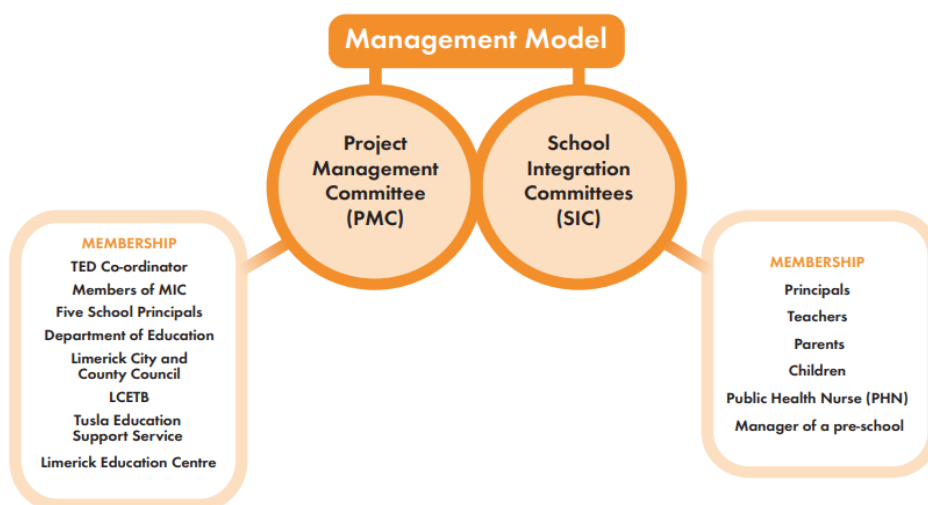 Management Model
Project
Management
Committee
(PMC)
School
Integration
Committees
(SIC)
MEMBERSHIP
TED Co-ordinator
Members of MIC
Five School Principals
Department of Education
Limerick City and
County Council
LCETB
Tusla Education
Support Service
Limerick Education Centre
MEMBERSHIP
Principals
Teachers
Parents
Children
Public Health Nurse (PHN)
Manager of a pre-school